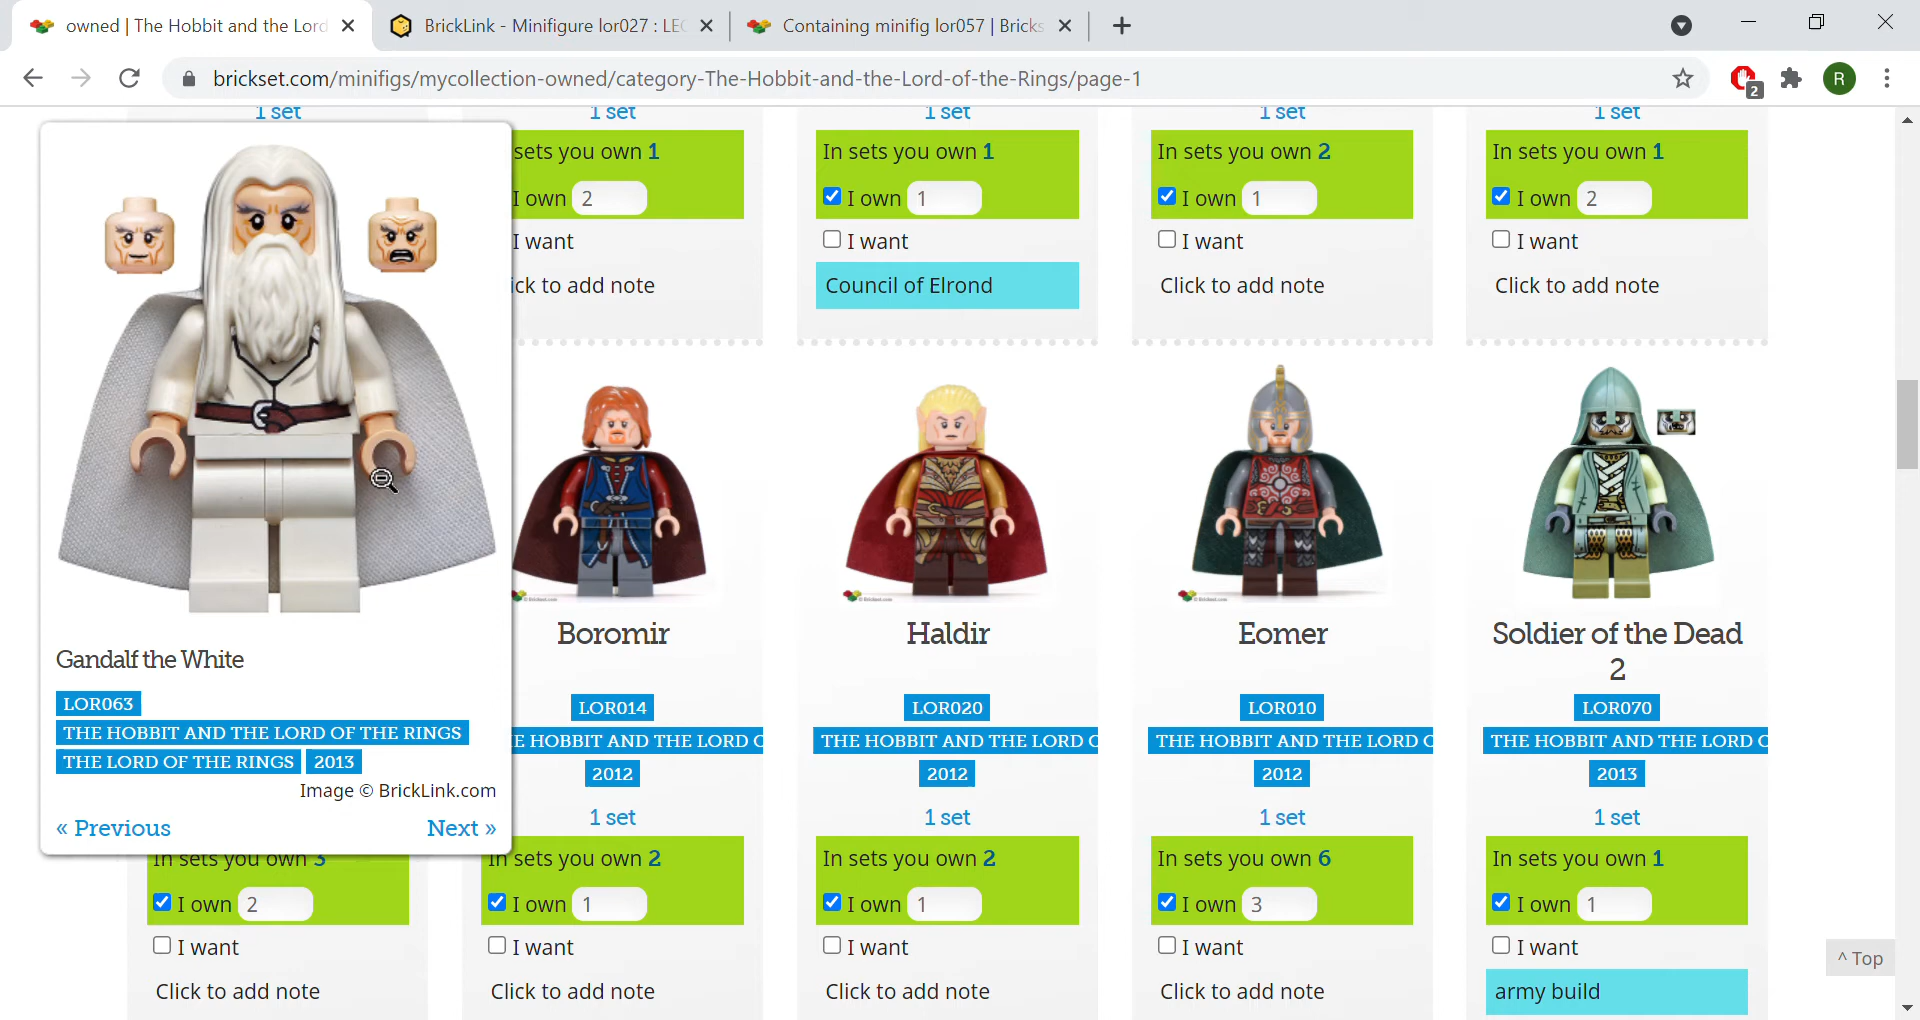 owned | The Hobbit and the Lord
BrickLink - Minifigure lor027 : LEG
Containing minifig lor057 | Bricks
brickset.com/minifigs/mycollection-owned/category-The-Hobbit-and-the-Lord-of-the-Rings/page-1
2
R
1 set
1 set
1 set
1 set
1 set
sets you own 1
I own 2
I want
ick to add note
In sets you own 1
I own 1
I want
Council of Elrond
In sets you own 2
I own 1
I want
Click to add note
In sets you own 1
I own 2
I want
Click to add note
Gandalf the White
LOR063
THE HOBBIT AND THE LORD OF THE RINGS
THE LORD OF THE RINGS 2013
Image © BrickLink.com
« Previous
Next »
In sets you own 3
I own 2
I want
Click to add note
© Brickset.com
Boromir
LOR014
E HOBBIT AND THE LORD O
2012
1 set
In sets you own 2
I own 1
I want
Click to add note
© Brickset.com
Haldir
LOR020
THE HOBBIT AND THE LORD O
2012
1 set
In sets you own 2
I own 1
I want
Click to add note
© Brickset.com
Eomer
LOR010
THE HOBBIT AND THE LORD O
2012
1 set
In sets you own 6
I own 3
I want
Click to add note
Soldier of the Dead
2
LOR070
THE HOBBIT AND THE LORD O
2013
1 set
In sets you own 1
I own 1
I want
army build
^ Top